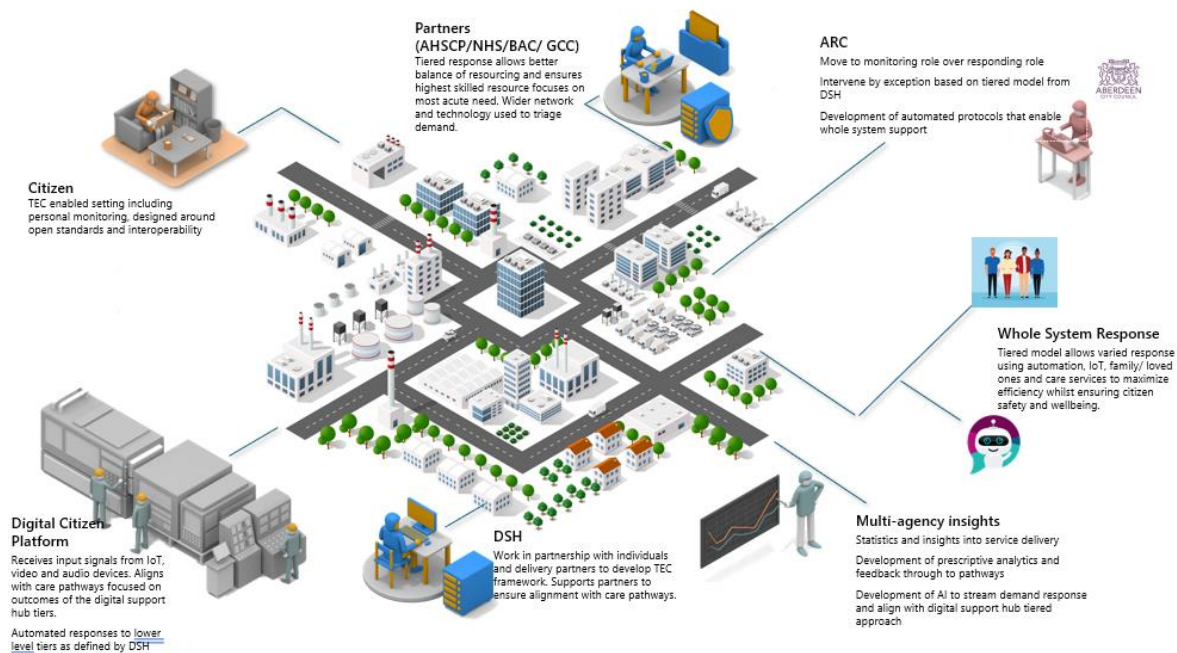 Partners
(AHSCP/NHS/BAC/ GCC)
Tiered response allows better
balance of resourcing and ensures
highest skilled resource focuses on
most acute need. Wider network
and technology used to triage
demand.
ARC
Move to monitoring role over responding role
Intervene by exception based on tiered model from
DSH
Development of automated protocols that enable
whole system support
ABERDEEN
CITY COUNCIL
Citizen
TEC enabled setting including
personal monitoring, designed around
open standards and interoperability
Whole System Response
Tiered model allows varied response
using automation, IoT, family/ loved
ones and care services to maximize
efficiency whilst ensuring citizen
safety and wellbeing.
Digital Citizen
Platform
Receives input signals from IoT,
video and audio devices. Aligns
with care pathways focused on
outcomes of the digital support
hub tiers.
Automated responses to lower
level tiers as defined by DSH
DSH
Work in partnership with individuals
and delivery partners to develop TEC
framework. Supports partners to
ensure alignment with care pathways.
Multi-agency insights
Statistics and insights into service delivery
Development of prescriptive analytics and
feedback through to pathways
Development of AI to stream demand response
and align with digital support hub tiered
approach